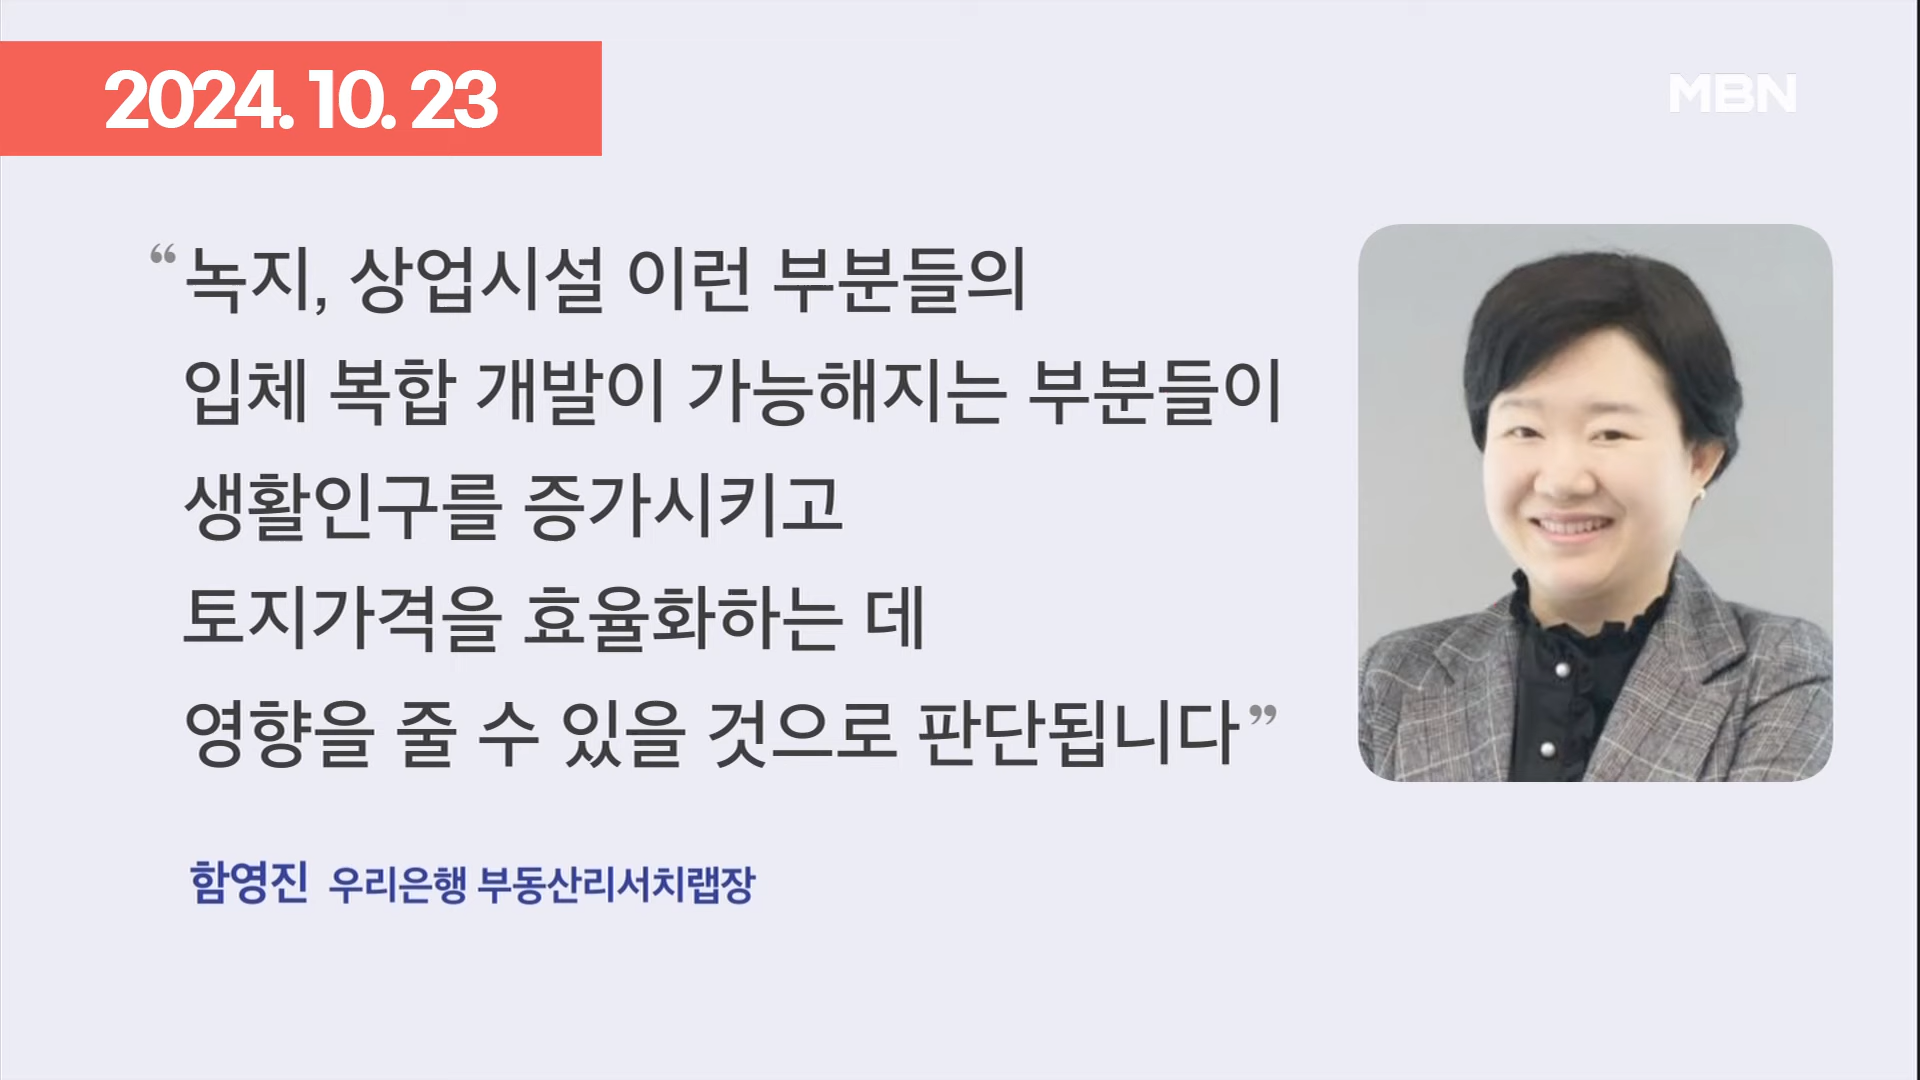 2024. 10. 23
MBN
“녹지, 상업시설 이런 부분들의
입체 복합 개발이 가능해지는 부분들이
생활인구를 증가시키고
토지가격을 효율화하는 데
영향을 줄 수 있을 것으로 판단됩니다”
함영진 우리은행 부동산리서치랩장